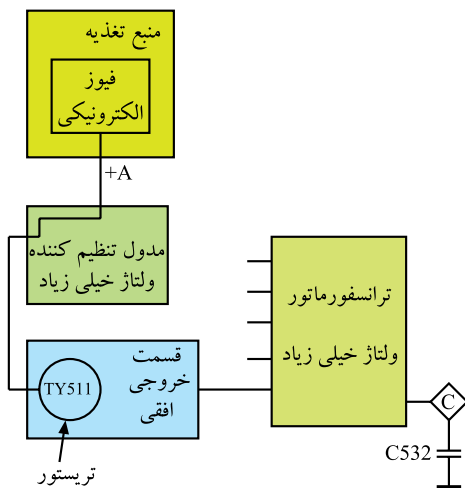 منبع تغذیه
فیوز
الکترونیکی
+A
مدول تنظیم کننده
ولتاژ خیلی زیاد
ترانسفورماتور
ولتاژ خیلی زیاد
قسمت
خروجی
افقی
TY511
تریستور
C
C532